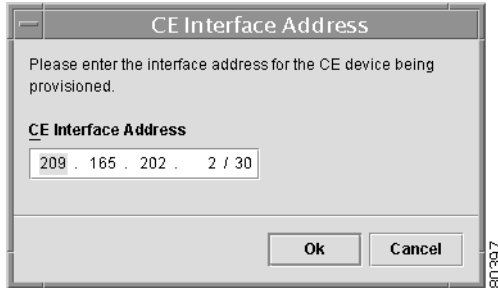 CE Interface Address
Please enter the interface address for the CE device being
provisioned.
CE Interface Address
209 . 165 . 202 . 2 / 30
Ok Cancel
80397